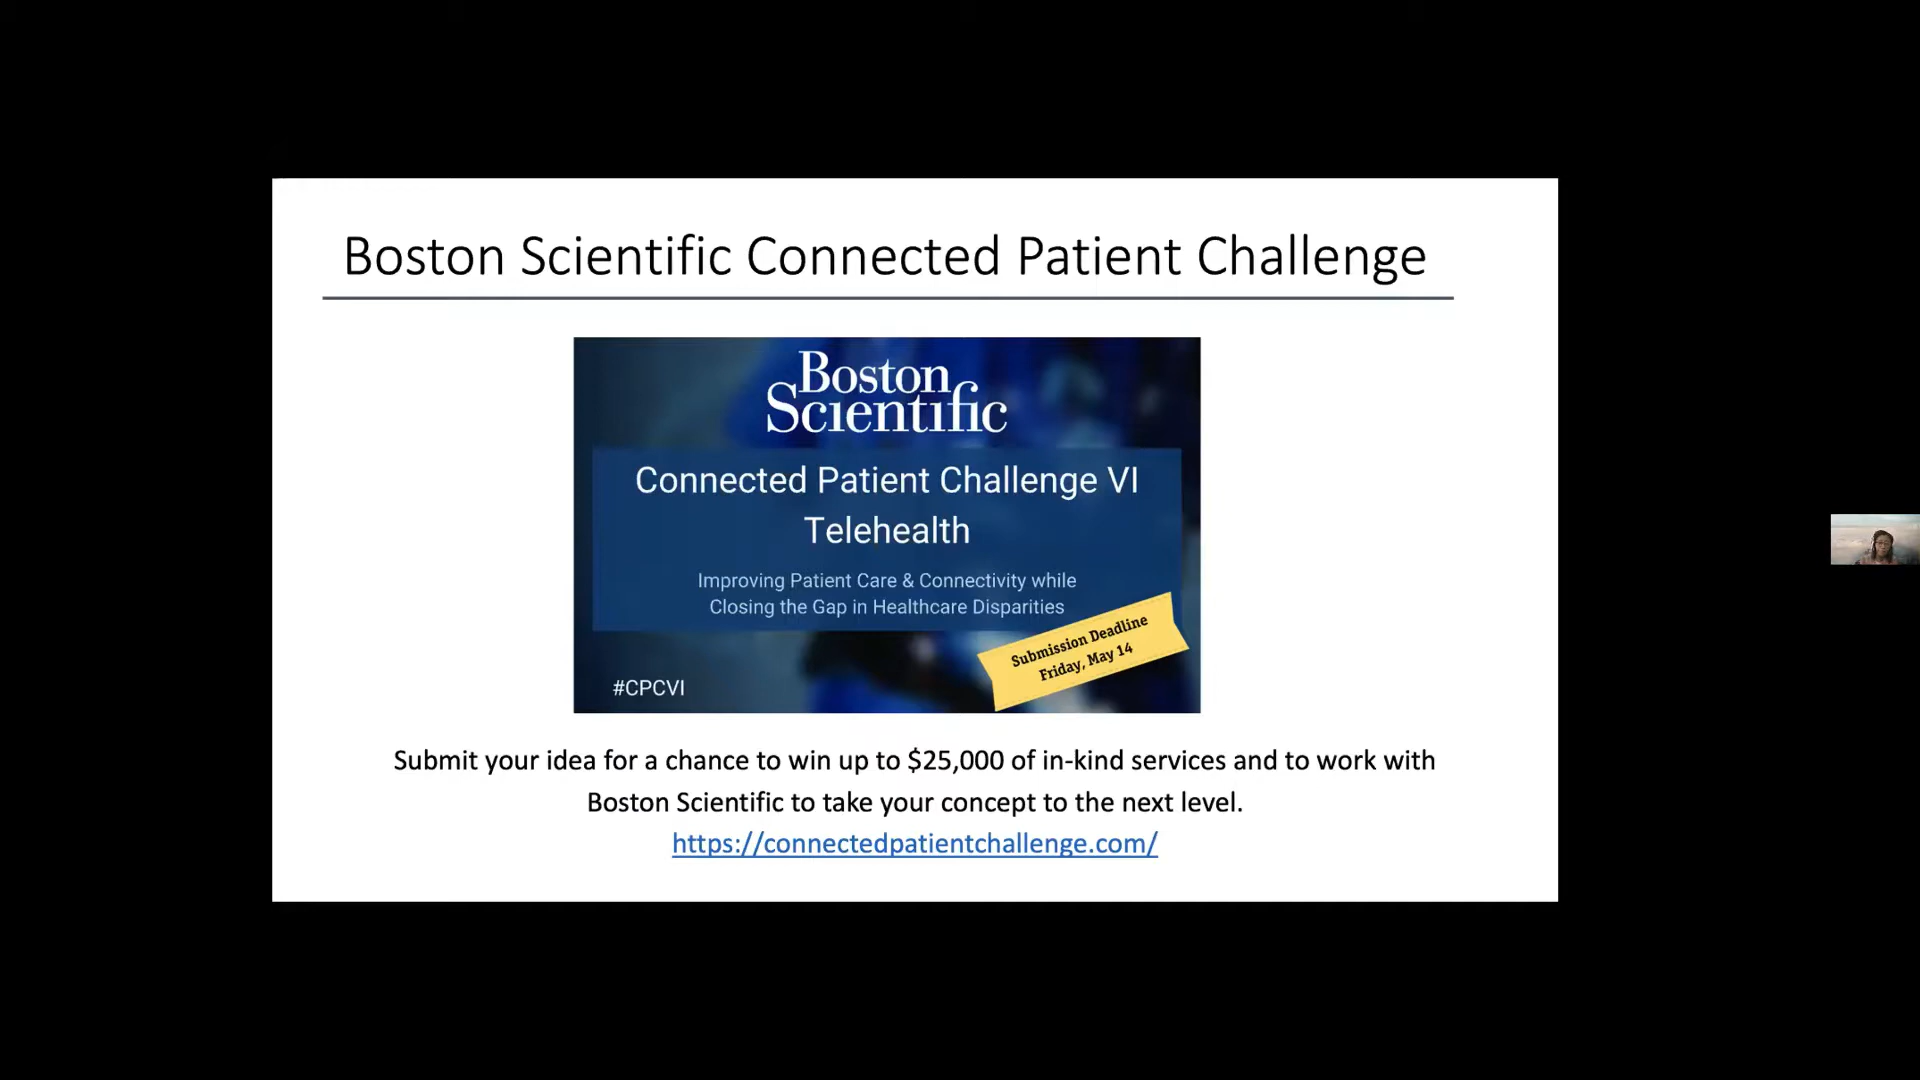 Boston Scientific Connected Patient Challenge
Boston
Scientific
Connected Patient Challenge VI
Telehealth
Improving Patient Care & Connectivity while
Closing the Gap in Healthcare Disparities
Submission Deadline
Friday, May 14
#CPCVI
Submit your idea for a chance to win up to $25,000 of in-kind services and to work with
Boston Scientific to take your concept to the next level.
https://connectedpatientchallenge.com/